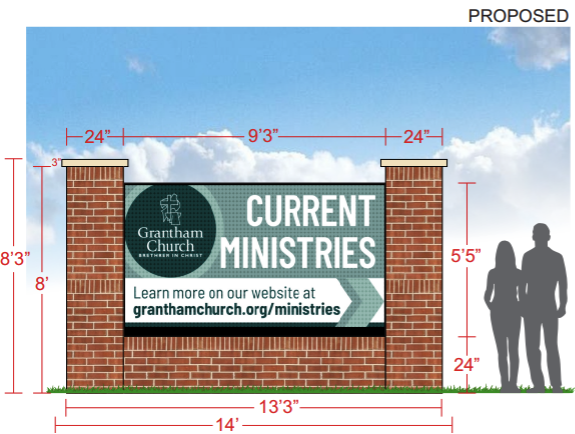 PROPOSED
24”
9’3”
24”
3”
8’3”
8’
5’5”
24”
13’3”
14’
Grantham
Church
BRETHREN IN CHRIST
CURRENT
MINISTRIES
Learn more on our website at
granthamchurch.org/ministries